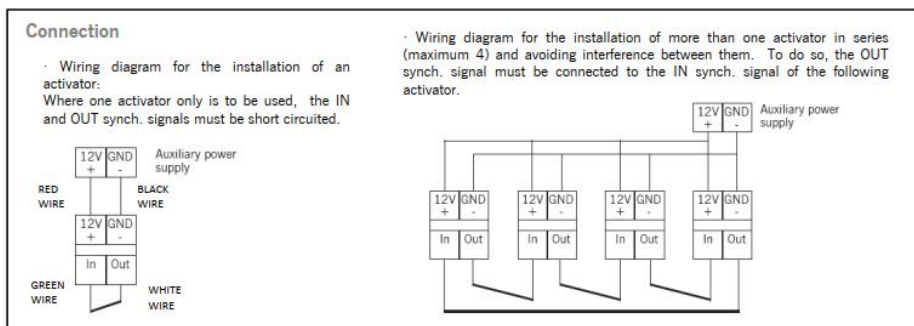 Connection
· Wiring diagram for the installation of an
activator:
Where one activator only is to be used, the IN
and OUT synch. signals must be short circuited.
12V GND
+ -
Auxiliary power
supply
RED
WIRE
BLACK
WIRE
12V GND
+ -
In Out
GREEN
WIRE
WHITE
WIRE
· Wiring diagram for the installation of more than one activator in series
(maximum 4) and avoiding interference between them. To do so, the OUT
synch. signal must be connected to the IN synch. signal of the following
activator.
12V GND
+ -
Auxiliary power
supply
12V GND 12V GND 12V GND 12V GND
+ - + - + - + -
In Out In Out In Out In Out